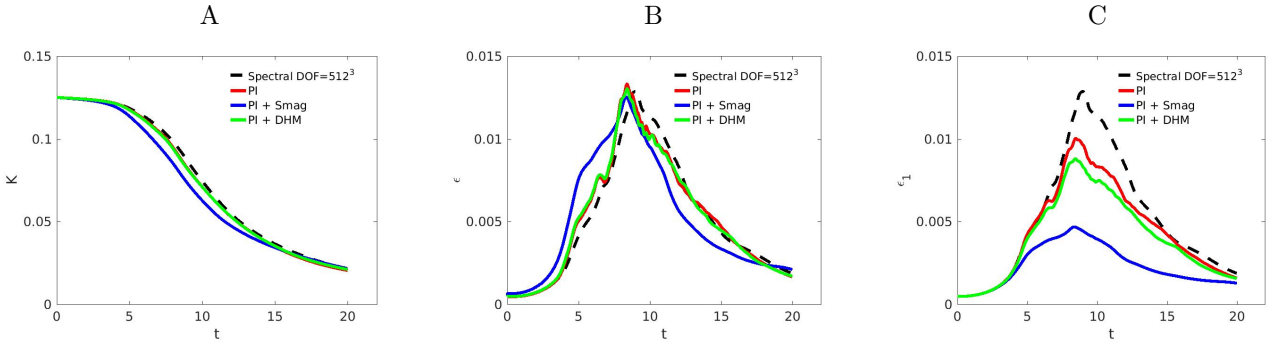 A
B
C
0.15
0.1
0.05
0
K
0
5
10
15
20
t
Spectral DOF=512³
PI
PI + Smag
PI + DHM
0.015
0.01
0.005
0
ϵ
0
5
10
15
20
t
Spectral DOF=512³
PI
PI + Smag
PI + DHM
0.015
0.01
0.005
0
ϵ₁
0
5
10
15
20
t
Spectral DOF=512³
PI
PI + Smag
PI + DHM